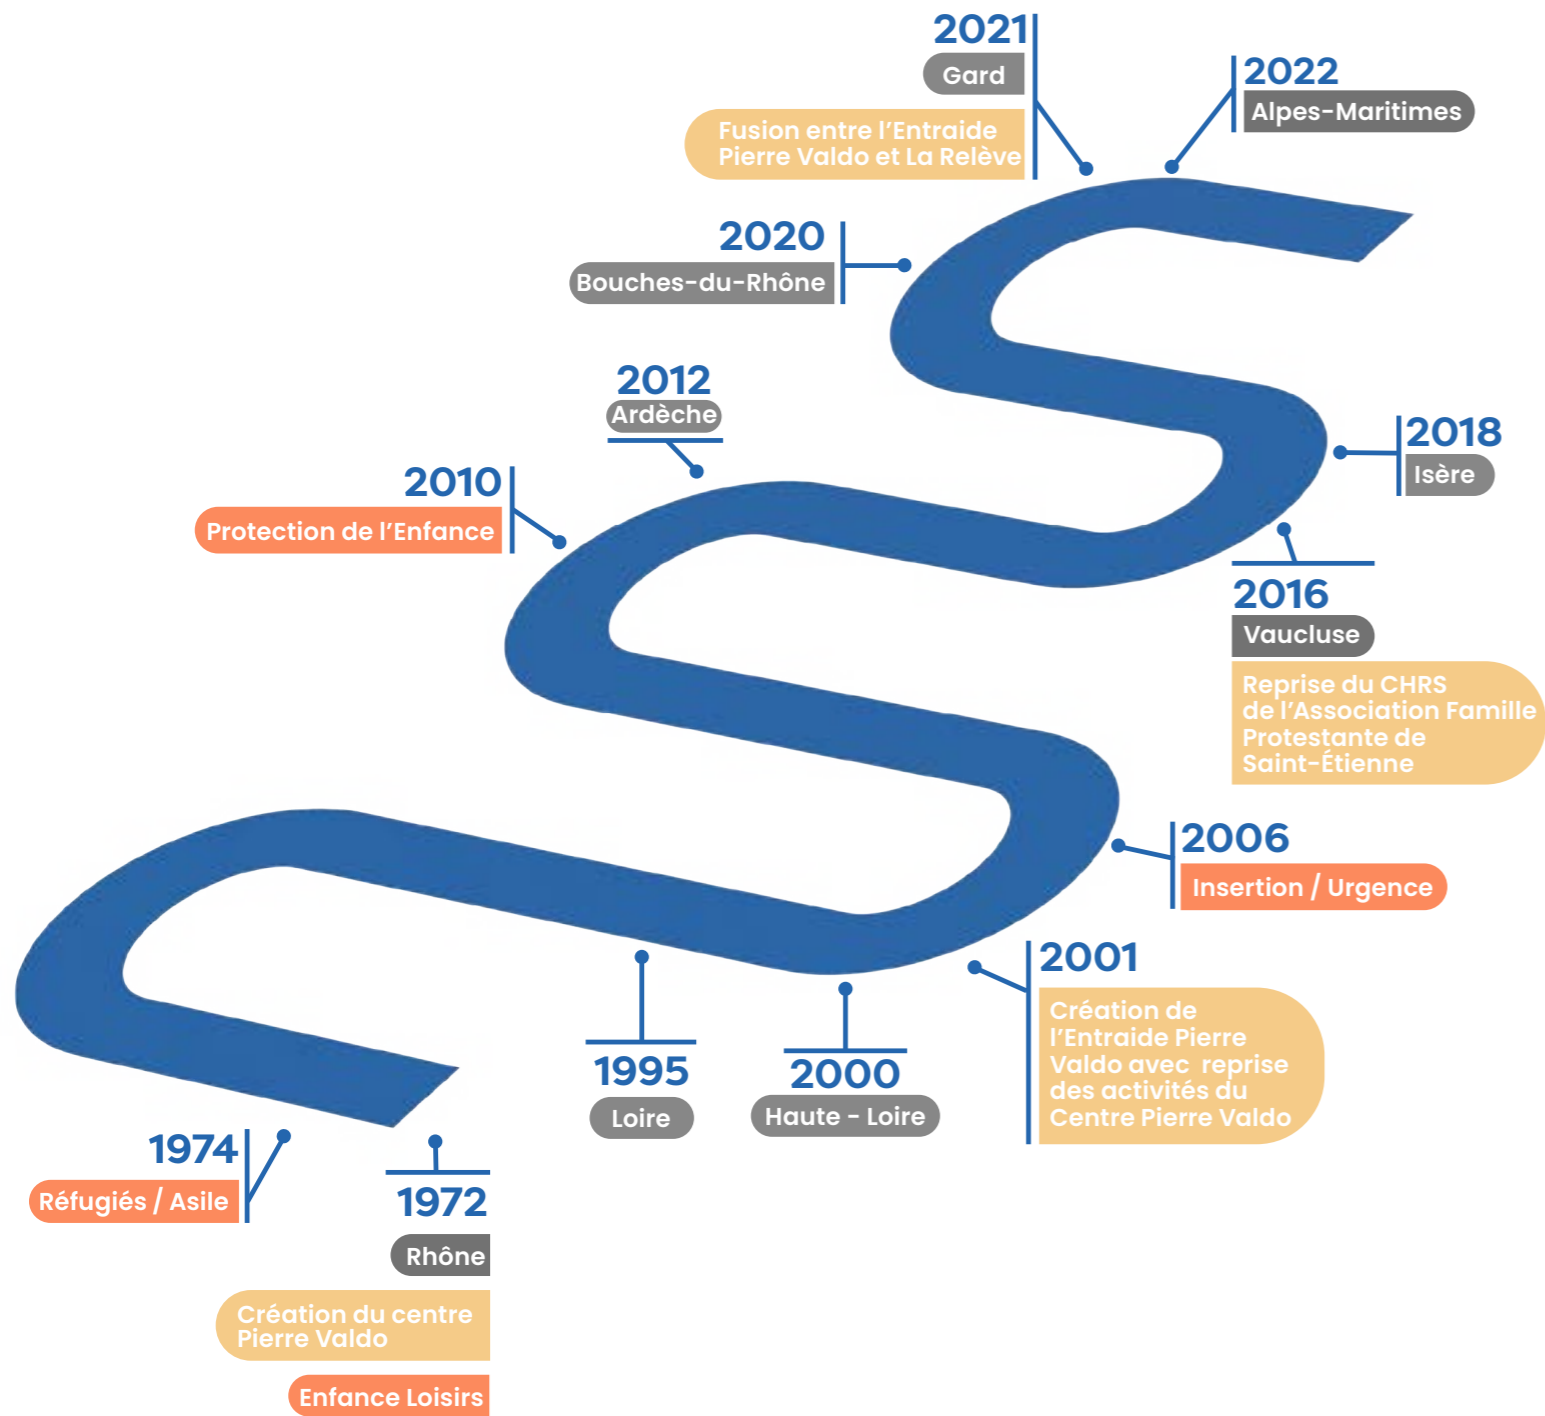 2021
Gard
Fusion entre l’Entraide
Pierre Valdo et La Relève
2022
Alpes-Maritimes
2020
Bouches-du-Rhône
2012
Ardèche
2018
Isère
2010
Protection de l’Enfance
2016
Vaucluse
Reprise du CHRS
de l’Association Famille
Protestante de
Saint-Étienne
2006
Insertion / Urgence
2001
Création de
l’Entraide Pierre
Valdo avec reprise
des activités du
Centre Pierre Valdo
1995
Loire
2000
Haute - Loire
1974
Réfugiés / Asile
1972
Rhône
Création du centre
Pierre Valdo
Enfance Loisirs